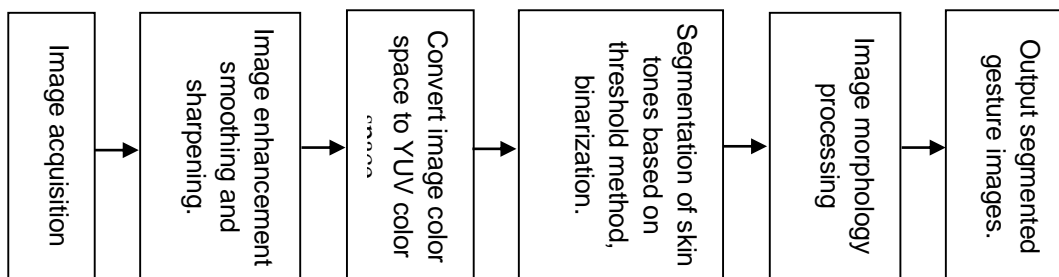 Image acquisition
Image enhancement
smoothing and
sharpening.
Convert image color
space to YUV color
space
Segmentation of skin
tones based on
threshold method,
binarization.
Image morphology
processing
Output segmented
gesture images.